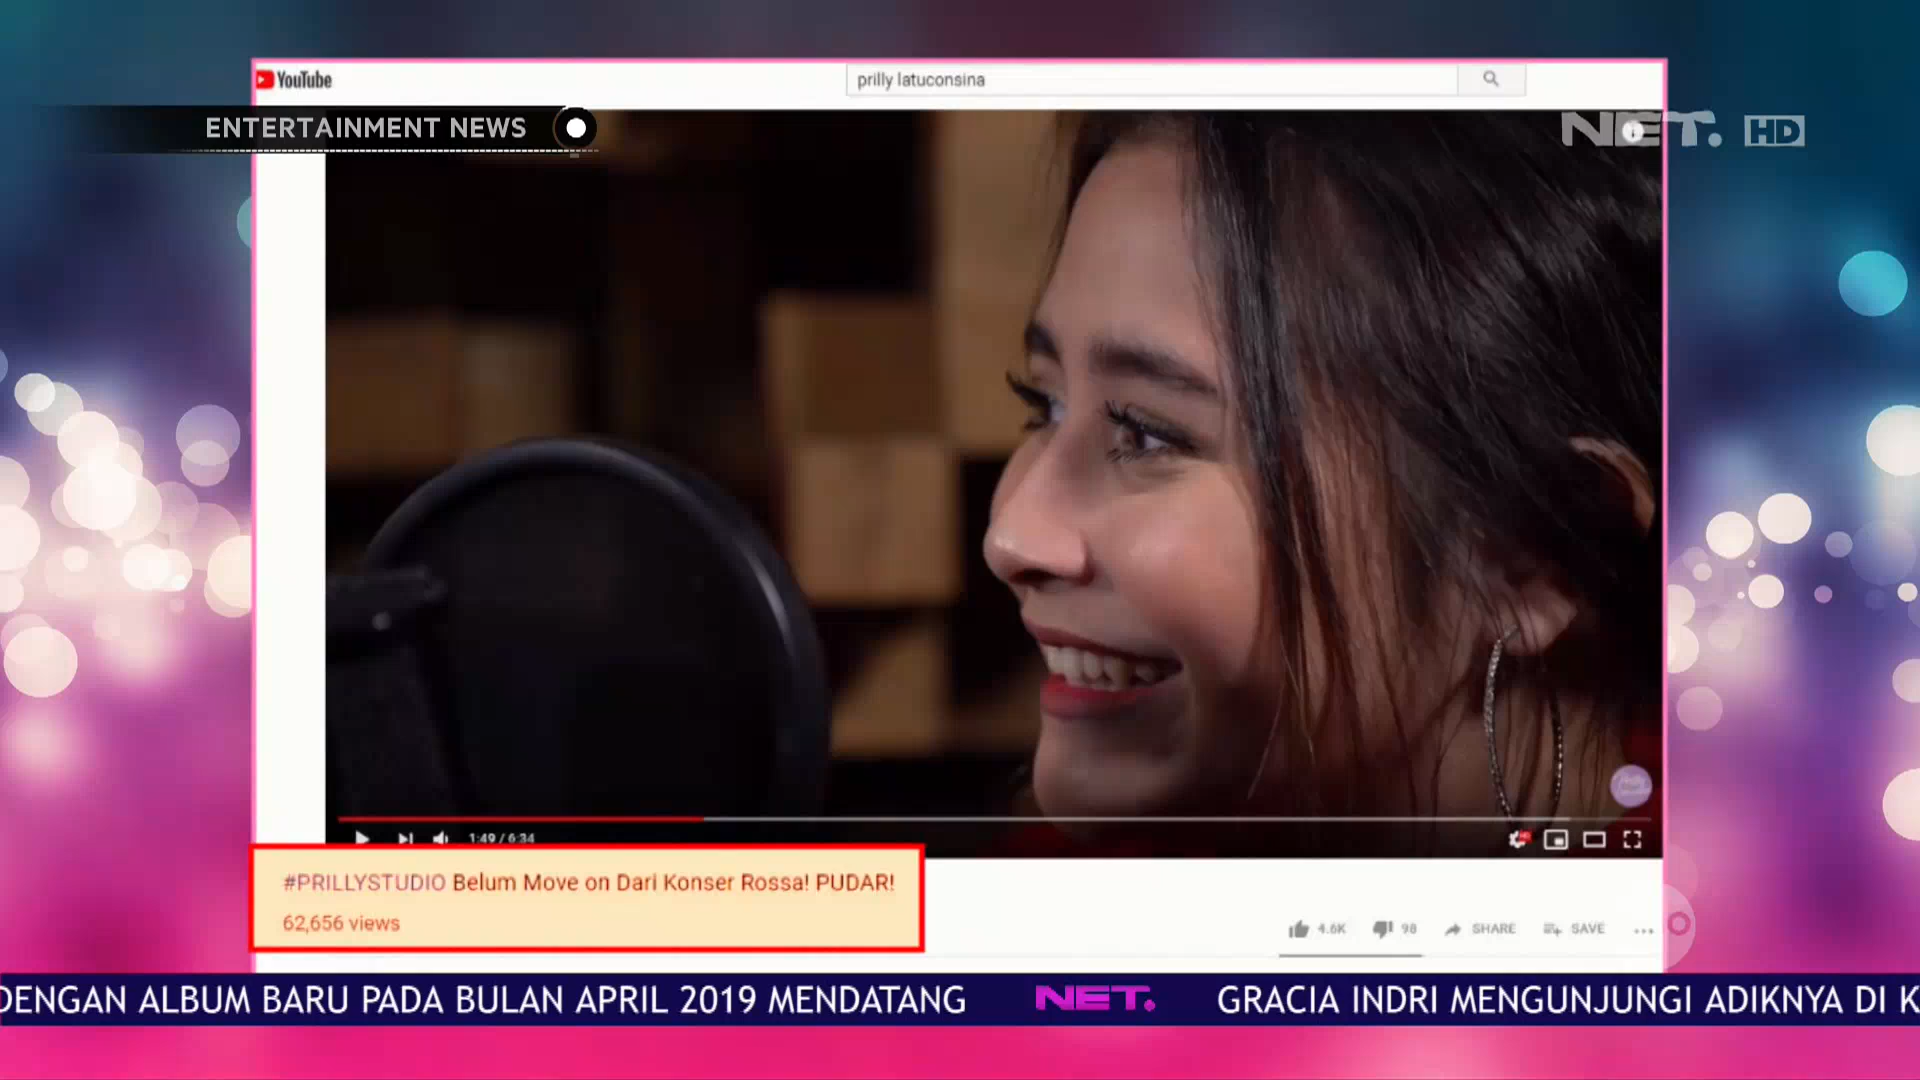 YouTube
prilly latuconsina
ENTERTAINMENT NEWS
NET. HD
1:49 / 6:34
#PRILLYSTUDIO Belum Move on Dari Konser Rossa! PUDAR!
62,656 views
4.6K 98 SHARE SAVE
DENGAN ALBUM BARU PADA BULAN APRIL 2019 MENDATANG NET. GRACIA INDRI MENGUNJUNGI ADIKNYA DI K